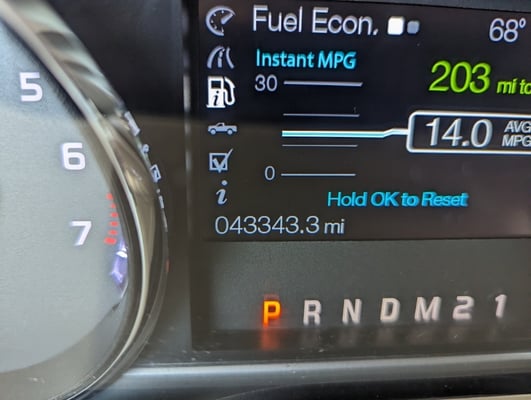 Fuel Econ. 68°
Instant MPG
30
203 mi to
14.0 AVG MPG
0
Hold OK to Reset
043343.3 mi
5
6
7
P R N D M 2 1